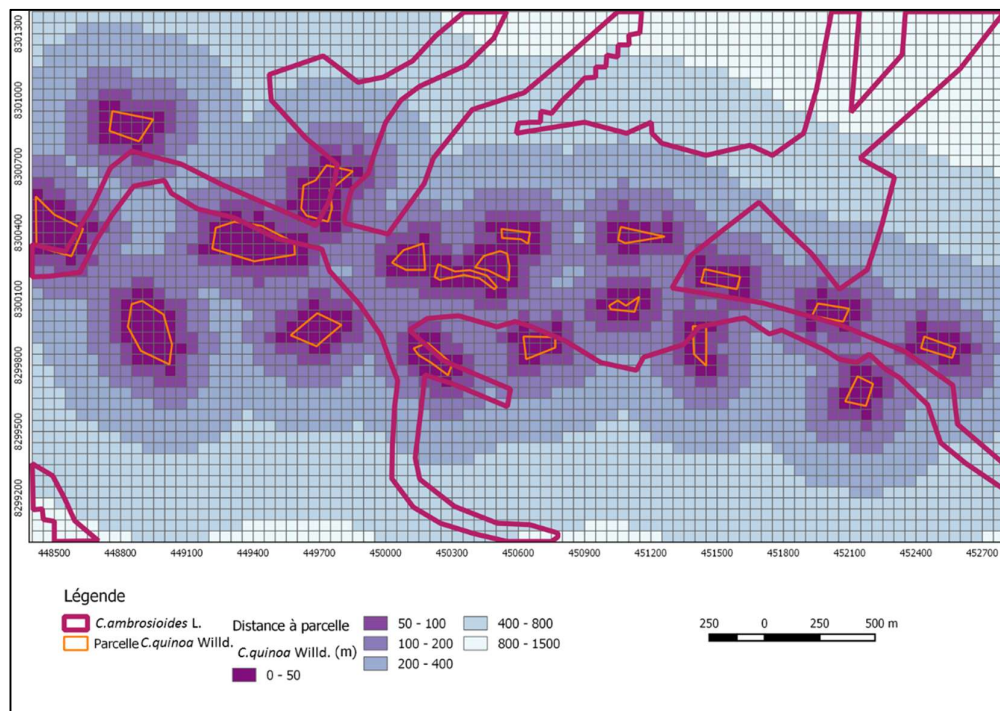 8301300
8301000
8300700
8300400
8300100
8299800
8299500
8299200
448500 448800 449100 449400 449700 450000 450300 450600 450900 451200 451500 451800 452100 452400 452700
Légende
C.ambrosioides L.
Parcelle C.quinoa Willd.
Distance à parcelle
C.quinoa Willd. (m)
0 - 50
50 - 100
100 - 200
200 - 400
400 - 800
800 - 1500
250 0 250 500 m